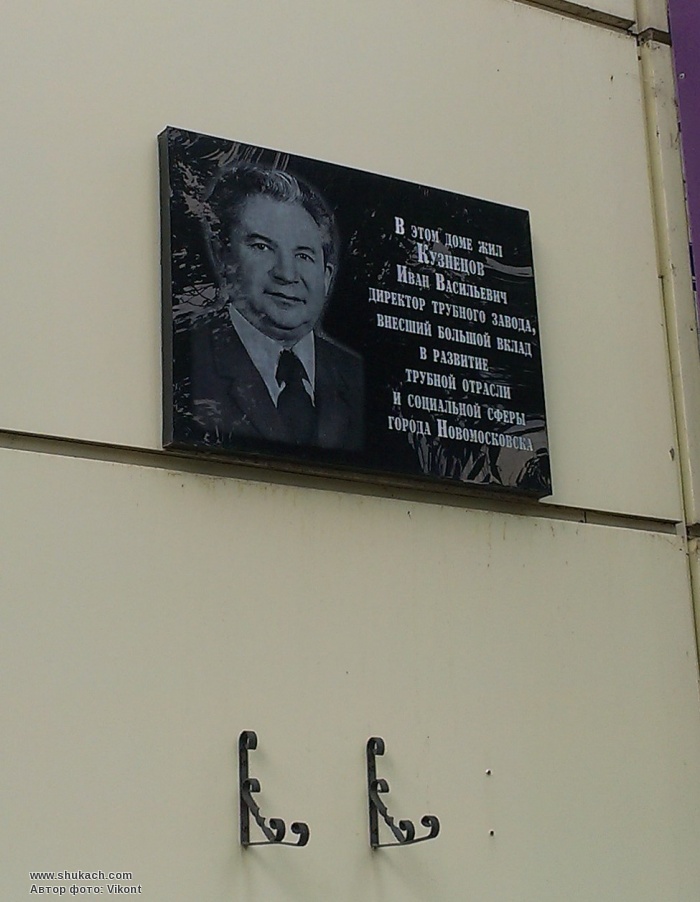 В этом доме жил
Кузнецов
Иван Васильевич
директор трубного завода,
внесший большой вклад
в развитие
трубной отрасли
и социальной сферы
города Новомосковска
www.shukach.com
Автор фото: Vikont